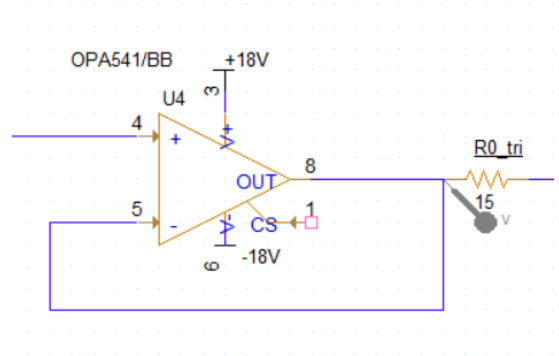 OPA541/BB
+18V
3
U4
4
+
V+
R0_tri
8
OUT
5
1
15
V
-
V-
CS
-18V
6